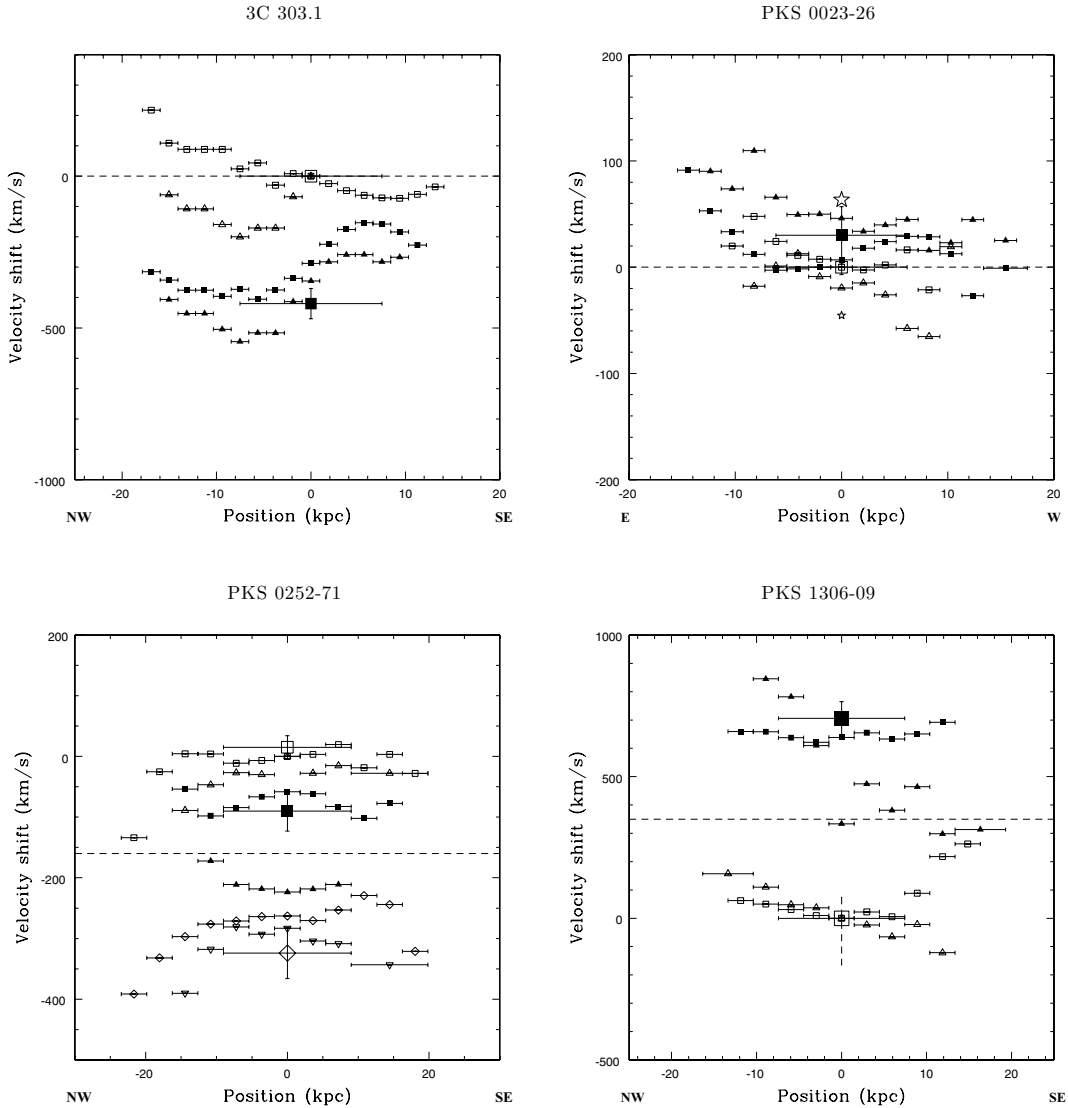 3C 303.1
PKS 0023-26
Velocity shift (km/s)
0
-500
-1000
-20
-10
0
10
20
NW
Position (kpc)
SE
Velocity shift (km/s)
200
100
0
-100
-200
-20
-10
0
10
20
E
Position (kpc)
W
PKS 0252-71
PKS 1306-09
Velocity shift (km/s)
200
0
-200
-400
-20
0
20
NW
Position (kpc)
SE
Velocity shift (km/s)
1000
500
0
-500
-20
-10
0
10
20
NW
Position (kpc)
SE